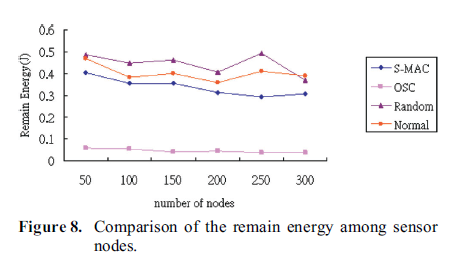 0.6
0.5
0.4
0.3
0.2
0.1
0
Remain Energy(J)
50 100 150 200 250 300
number of nodes
S-MAC
OSC
Random
Normal
Figure 8. Comparison of the remain energy among sensor
nodes.